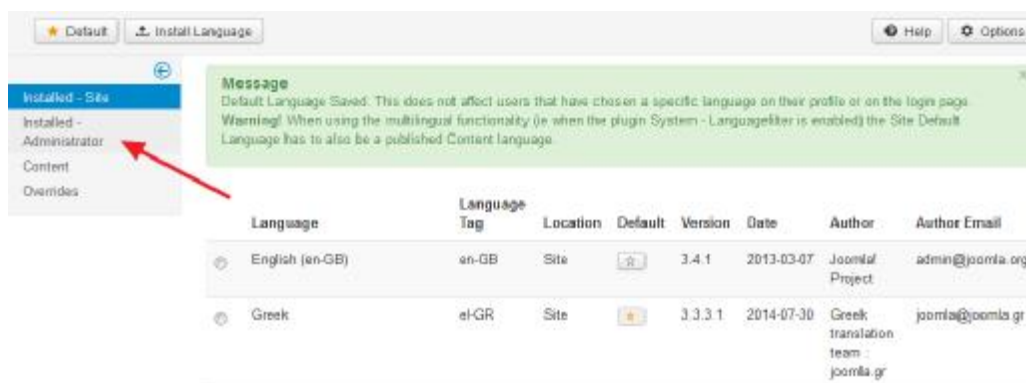 Default Install Language Help Options
Installed - Site
Installed -
Administrator
Content
Overrides
Message
Default Language Saved. This does not affect users that have chosen a specific language on their profile or on the login page.
Warning! When using the multilingual functionality (ie when the plugin System - Languagefilter is enabled) the Site Default
Language has to also be a published Content language.
Language Language Tag Location Default Version Date Author Author Email
English (en-GB) en-GB Site 3.4.1 2013-03-07 Joomla! Project admin@joomla.org
Greek el-GR Site 3.3.3.1 2014-07-30 Greek translation team : joomla.gr joomla@joomla.gr